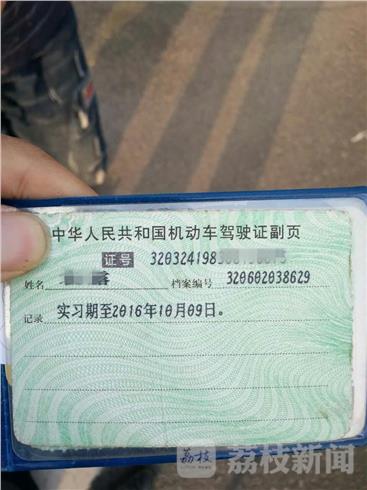 中华人民共和国机动车驾驶证副页
证号 320324198
姓名 档案编号 320602038629
记录 实习期至2016年10月09日。
荔枝 荔枝新闻